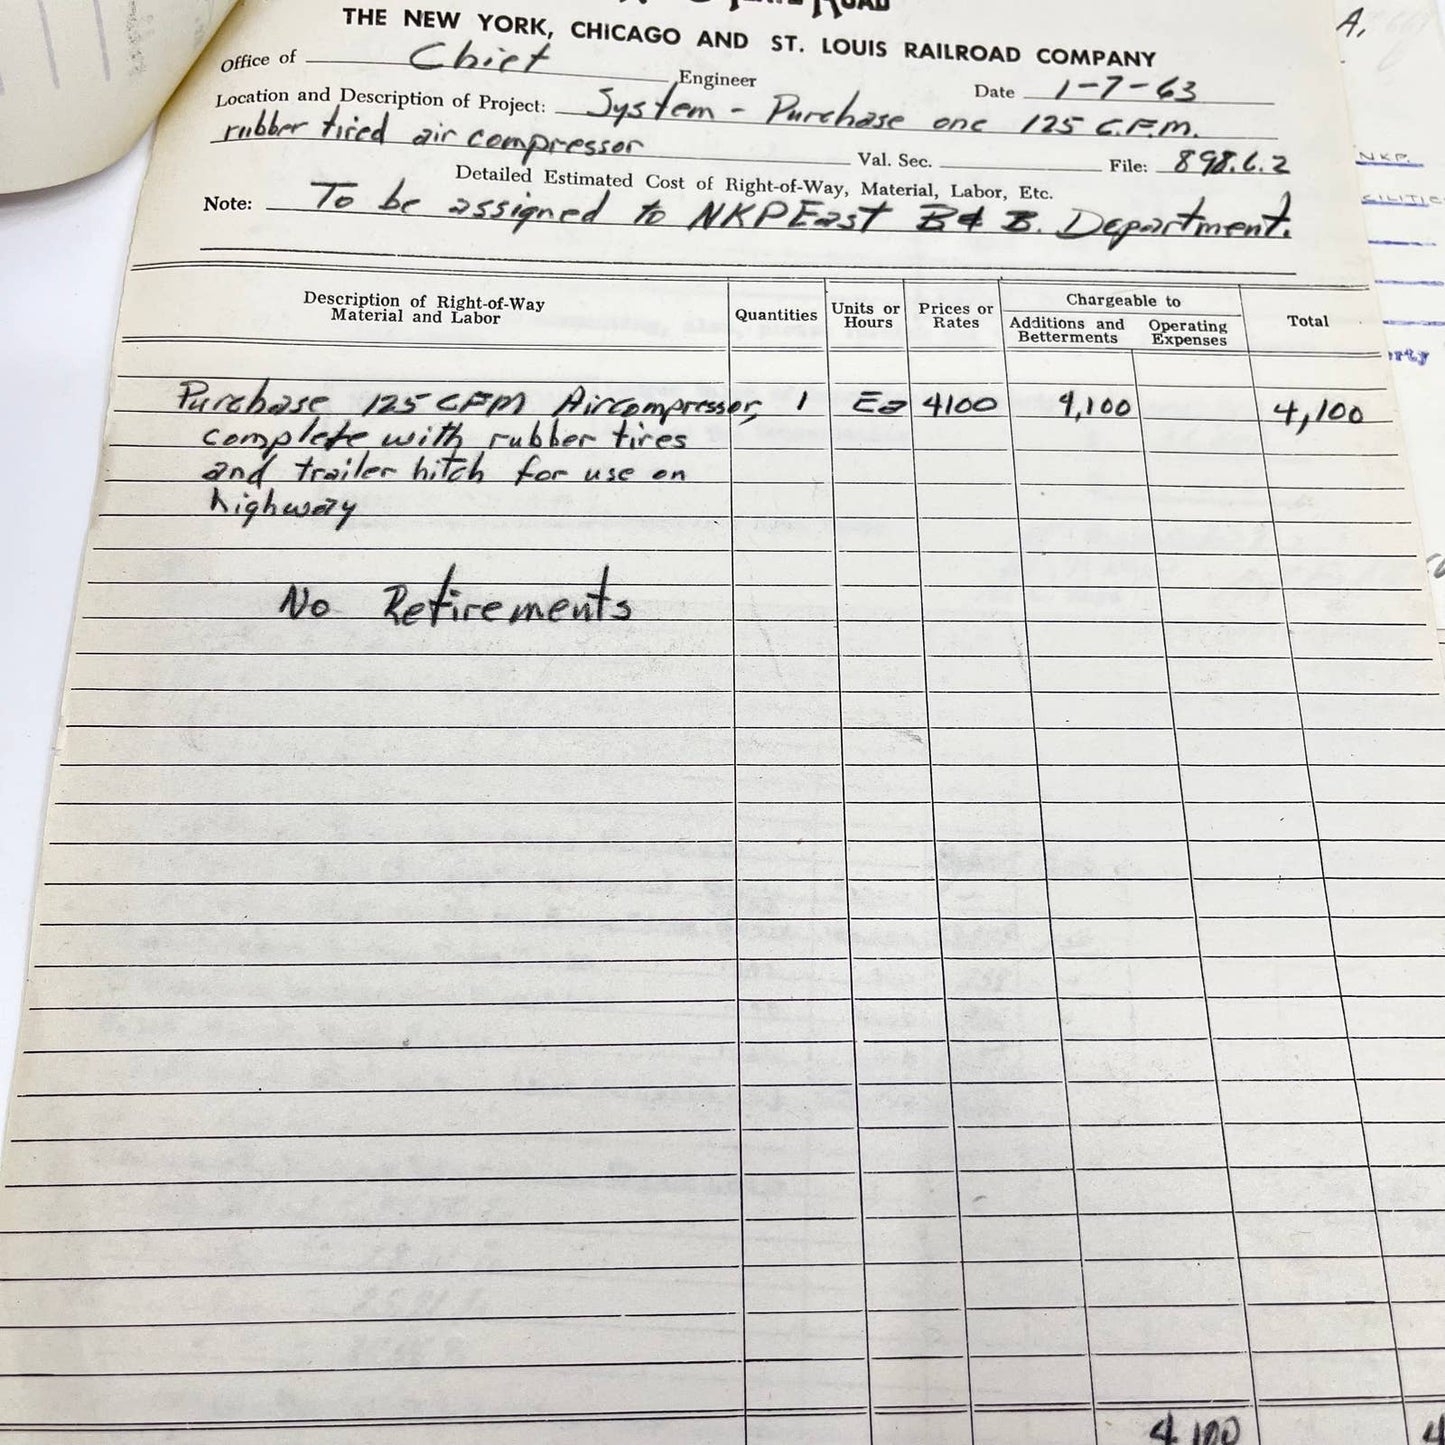 ROAD
THE NEW YORK, CHICAGO AND ST. LOUIS RAILROAD COMPANY
Office of Chief Engineer Date 1-7-63
Location and Description of Project: System - Purchase one 125 C.F.M.
rubber tired air compressor Val. Sec. File: 898.6.2
Detailed Estimated Cost of Right-of-Way, Material, Labor, Etc.
Note: To be assigned to NKP East B & B. Department.
Description of Right-of-Way Material and Labor
Quantities
Units or Hours
Prices or Rates
Chargeable to
Additions and Betterments
Operating Expenses
Total
Purchase 125 CFM Aircompressor, 1 Ea 4100 4,100 4,100
complete with rubber tires
and trailer hitch for use on
highway
No Retirements
4 100 4
A.
NKP.